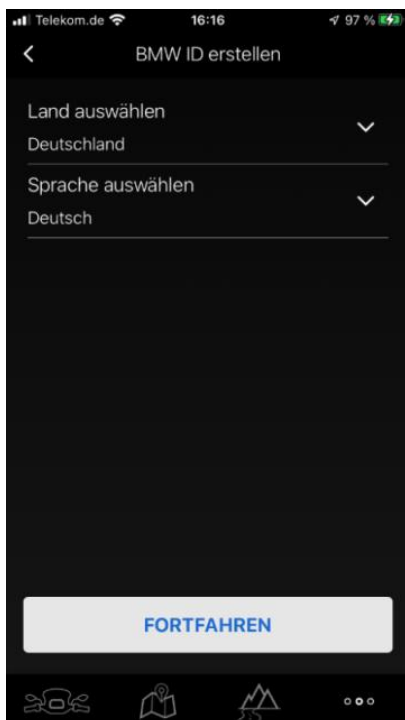 Telekom.de 16:16 97 %
BMW ID erstellen
Land auswählen
Deutschland
Sprache auswählen
Deutsch
FORTFAHREN